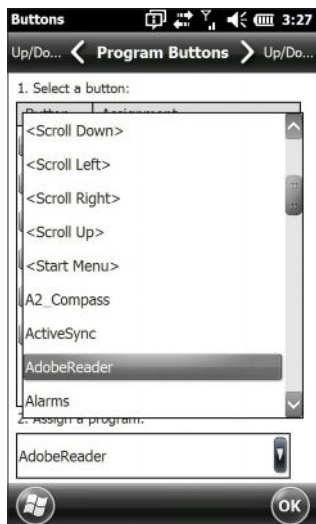 Buttons 3:27
Up/Do... Program Buttons Up/Do...
1. Select a button:
<Scroll Down>
<Scroll Left>
<Scroll Right>
<Scroll Up>
<Start Menu>
A2_Compass
ActiveSync
AdobeReader
Alarms
2. Assign a program:
AdobeReader
OK